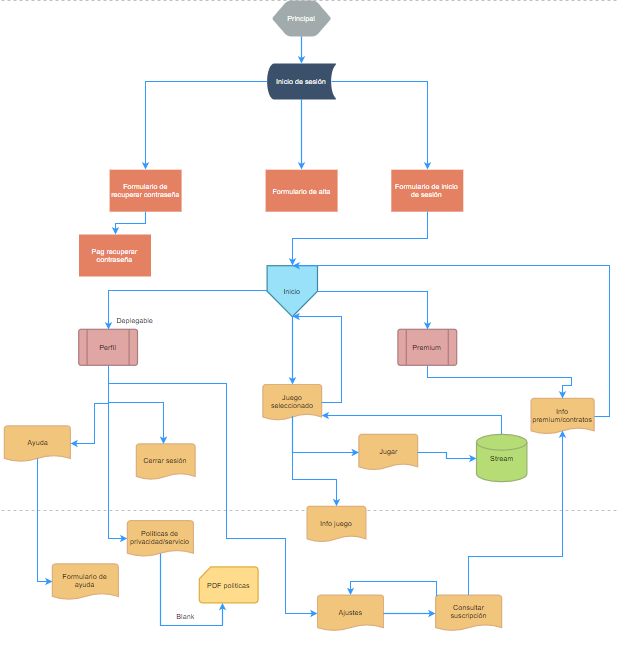 Principal
Inicio de sesión
Formulario de
recuperar contraseña
Formulario de alta
Formulario de inicio
de sesión
Pag recuperar
contraseña
Inicio
Deplegable
Perfil
Premium
Juego
seleccionado
Info
premium/contratos
Ayuda
Cerrar sesión
Jugar
Stream
Info juego
Políticas de
privacidad/servicio
Formulario de
ayuda
PDF políticas
Blank
Ajustes
Consultar
suscripción